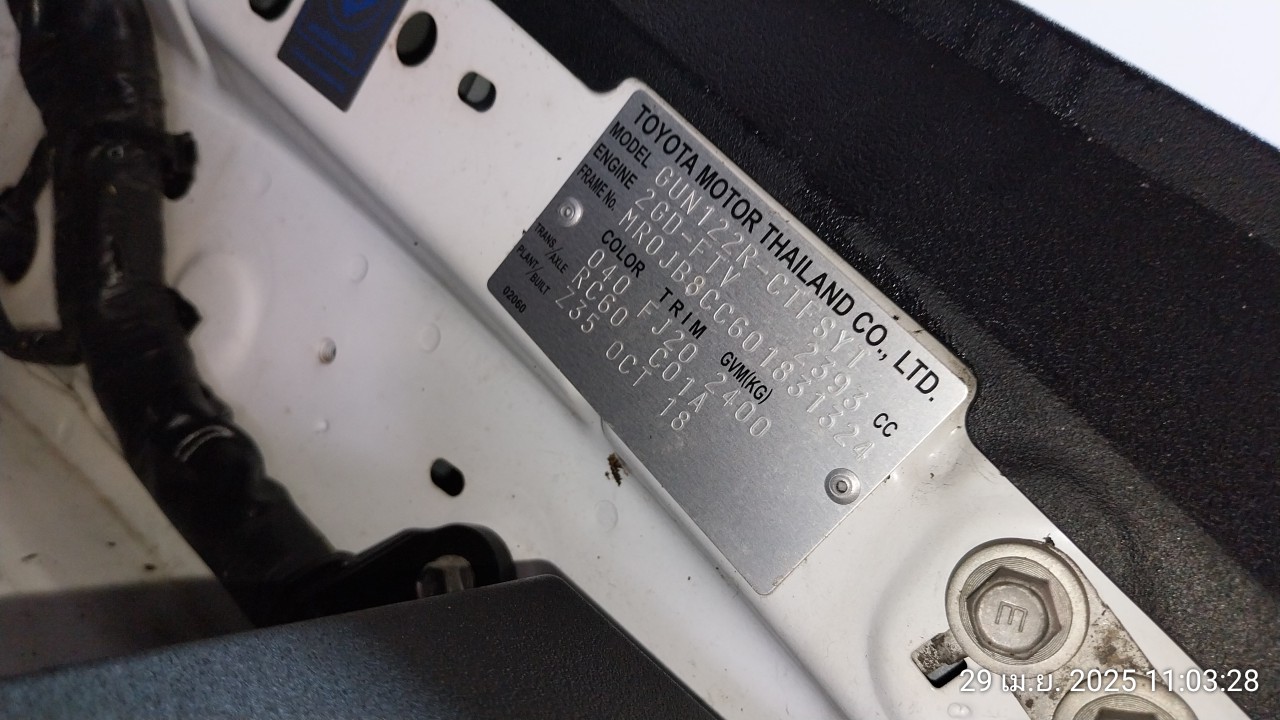 TOYOTA MOTOR THAILAND CO., LTD.
MODEL GUN122R-CTFSYT
ENGINE 2GD-FTV 2393 CC
FRAME No. MR0JB8CC601831324
COLOR TRIM GVM(KG)
040 FJ20 2400
TRANS./AXLE RC60 C01A
PLANT/BUILT Z35 OCT 18
02060
E
29 เม.ย. 2025 11:03:28